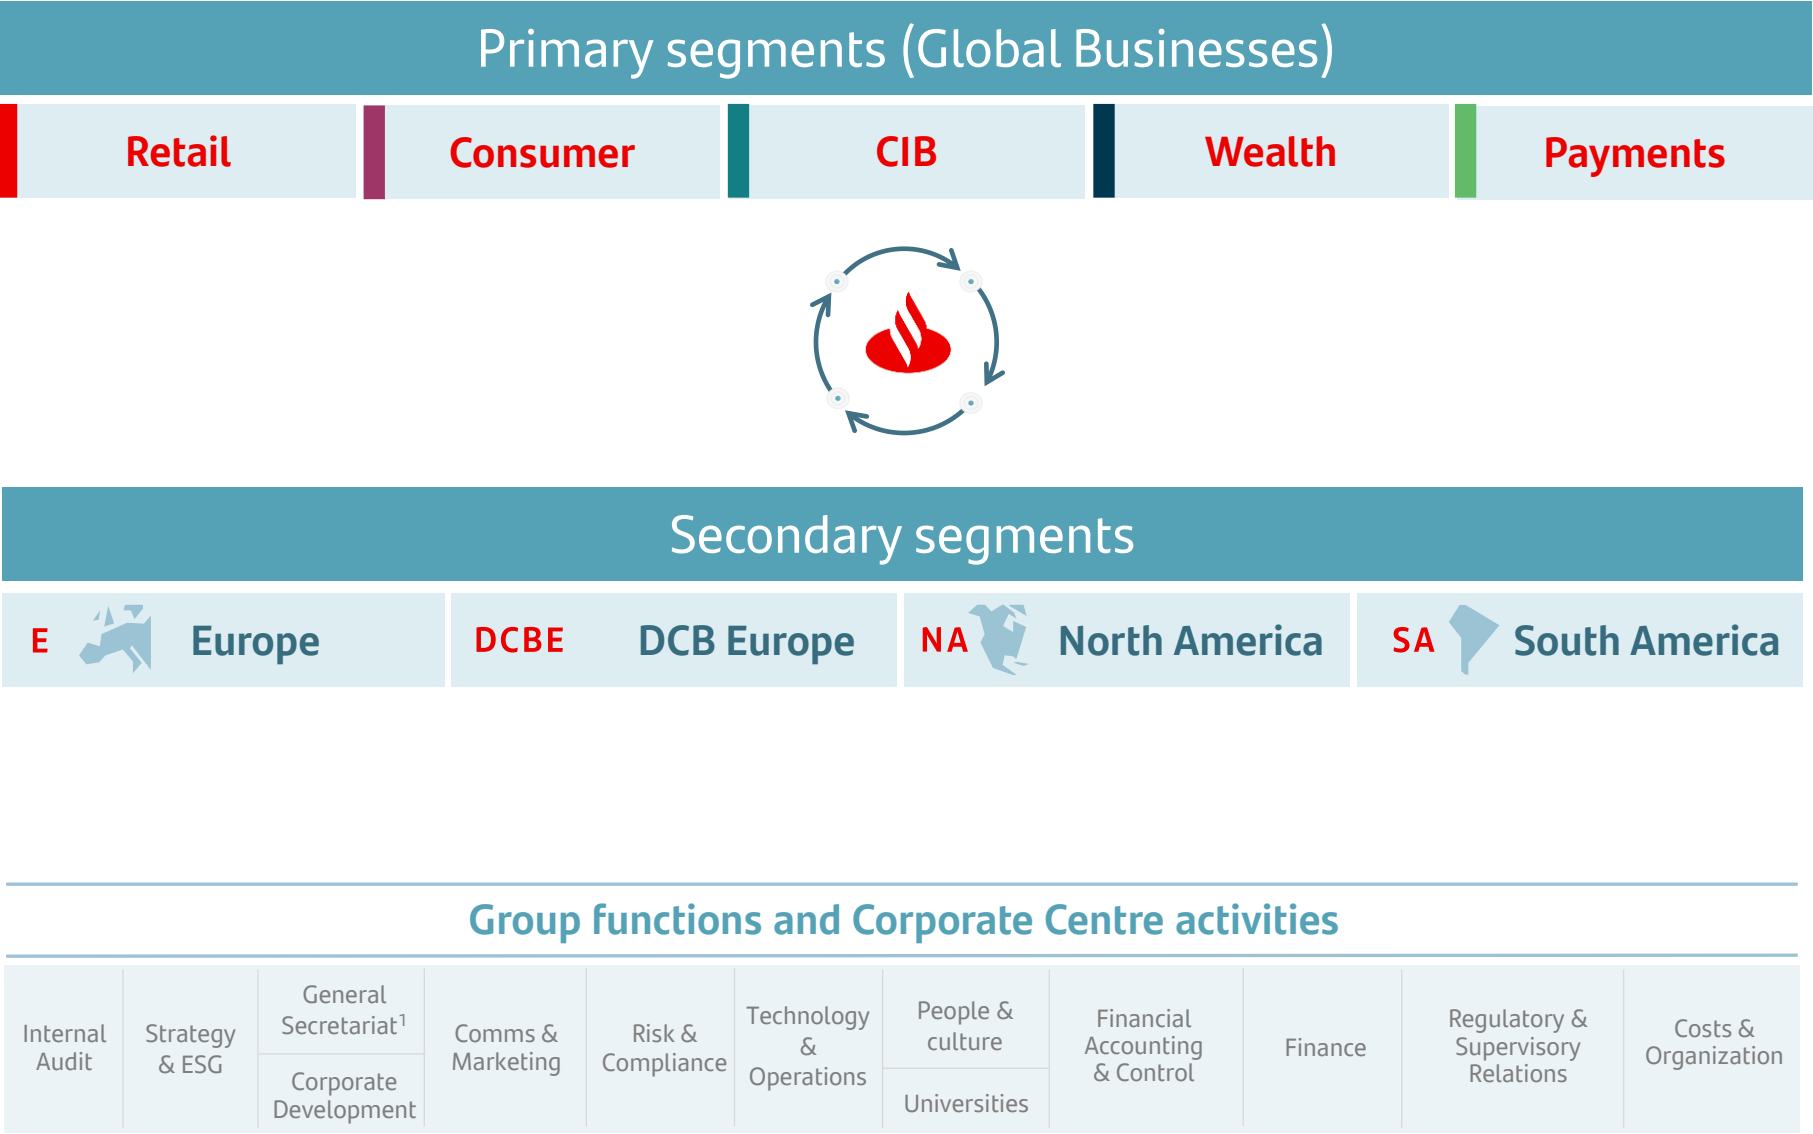 Primary segments (Global Businesses)
Retail
Consumer
CIB
Wealth
Payments
Secondary segments
E
Europe
DCBE
DCB Europe
NA
North America
SA
South America
Group functions and Corporate Centre activities
Internal
Audit
Strategy
& ESG
General
Secretariat¹
Corporate
Development
Comms &
Marketing
Risk &
Compliance
Technology
&
Operations
People &
culture
Universities
Financial
Accounting
& Control
Finance
Regulatory &
Supervisory
Relations
Costs &
Organization